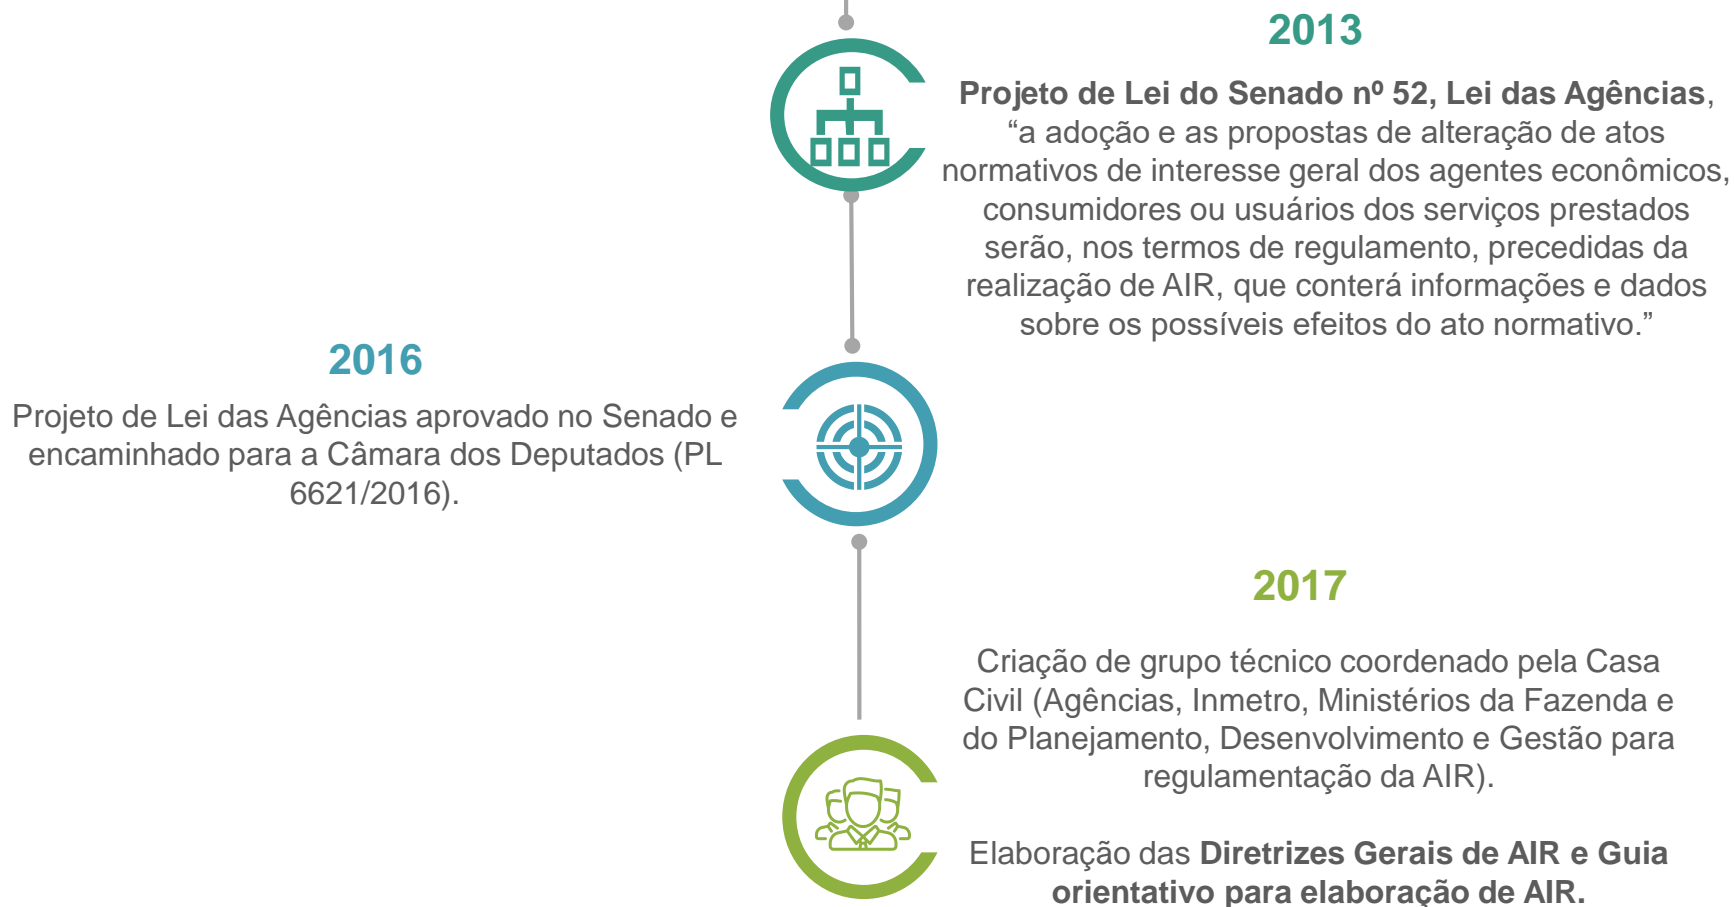 2013
Projeto de Lei do Senado nº 52, Lei das Agências,
“a adoção e as propostas de alteração de atos
normativos de interesse geral dos agentes econômicos,
consumidores ou usuários dos serviços prestados
serão, nos termos de regulamento, precedidas da
realização de AIR, que conterá informações e dados
sobre os possíveis efeitos do ato normativo.”
2016
Projeto de Lei das Agências aprovado no Senado e
encaminhado para a Câmara dos Deputados (PL
6621/2016).
2017
Criação de grupo técnico coordenado pela Casa
Civil (Agências, Inmetro, Ministérios da Fazenda e
do Planejamento, Desenvolvimento e Gestão para
regulamentação da AIR).
Elaboração das Diretrizes Gerais de AIR e Guia
orientativo para elaboração de AIR.